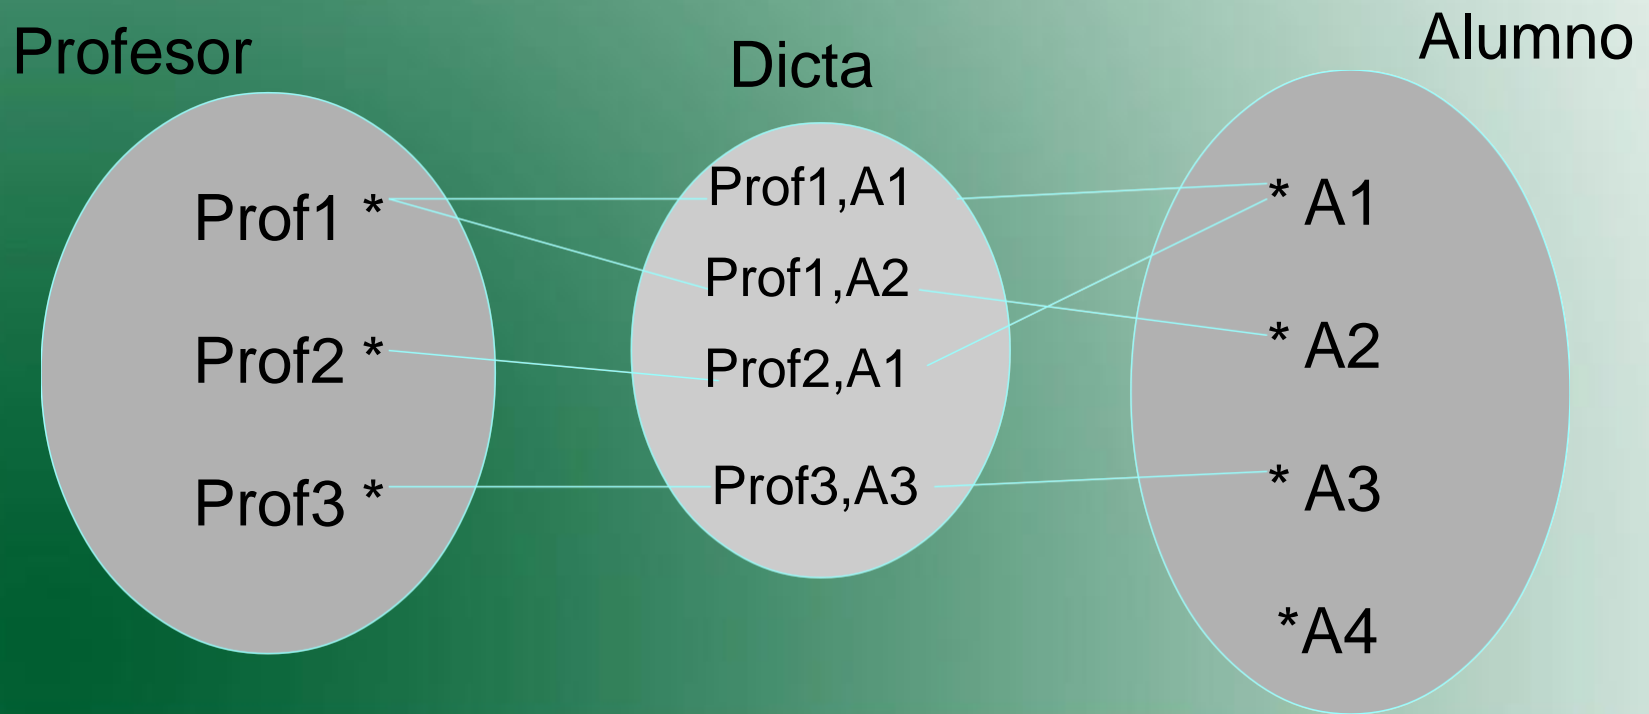 Profesor
Prof1 *
Prof2 *
Prof3 *
Dicta
Prof1,A1
Prof1,A2
Prof2,A1
Prof3,A3
Alumno
* A1
* A2
* A3
*A4